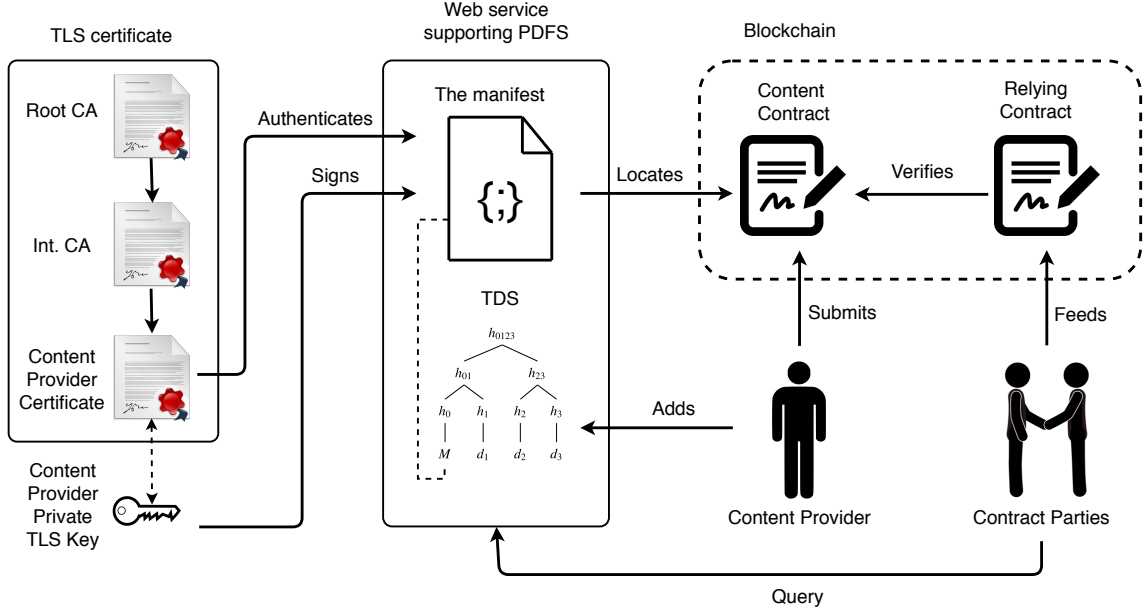 TLS certificate
Root CA
Int. CA
Content
Provider
Certificate
Content
Provider
Private
TLS Key
Authenticates
Signs
Web service
supporting PDFS
The manifest
{;}
TDS
h0123
h01 h23
h0 h1 h2 h3
M d1 d2 d3
Locates
Adds
Blockchain
Content
Contract
Relying
Contract
Verifies
Submits
Feeds
Content Provider
Contract Parties
Query